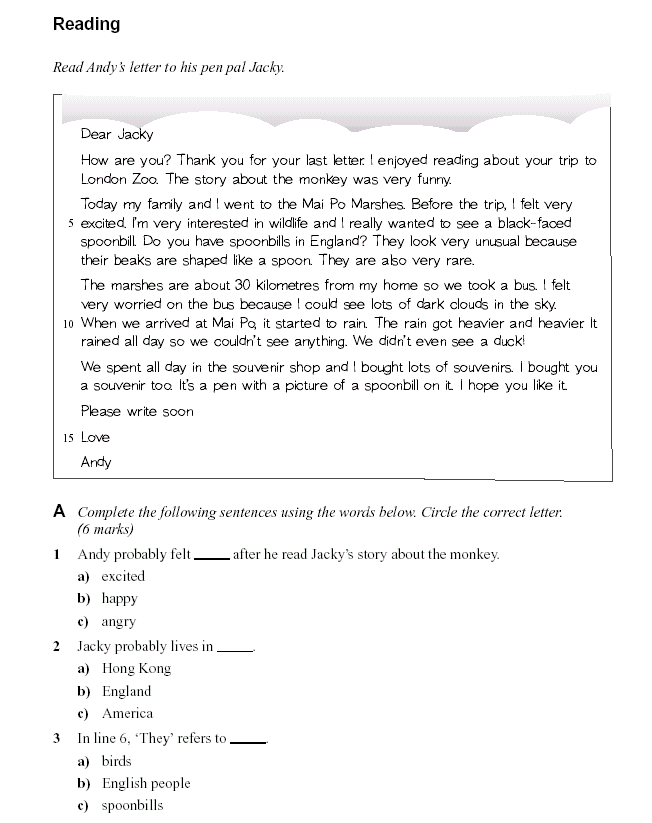 Reading
Read Andy's letter to his pen pal Jacky.
Dear Jacky
How are you? Thank you for your last letter. I enjoyed reading about your trip to
London Zoo. The story about the monkey was very funny.
Today my family and I went to the Mai Po Marshes. Before the trip, I felt very
5 excited. I'm very interested in wildlife and I really wanted to see a black-faced
spoonbill. Do you have spoonbills in England? They look very unusual because
their beaks are shaped like a spoon. They are also very rare.
The marshes are about 30 kilometres from my home so we took a bus. I felt
very worried on the bus because I could see lots of dark clouds in the sky.
10 When we arrived at Mai Po, it started to rain. The rain got heavier and heavier. It
rained all day so we couldn't see anything. We didn't even see a duck!
We spent all day in the souvenir shop and I bought lots of souvenirs. I bought you
a souvenir too. It's a pen with a picture of a spoonbill on it. I hope you like it.
Please write soon
15 Love
Andy
A Complete the following sentences using the words below. Circle the correct letter.
(6 marks)
1 Andy probably felt _____ after he read Jacky's story about the monkey.
a) excited
b) happy
c) angry
2 Jacky probably lives in _____.
a) Hong Kong
b) England
c) America
3 In line 6, 'They' refers to _____.
a) birds
b) English people
c) spoonbills